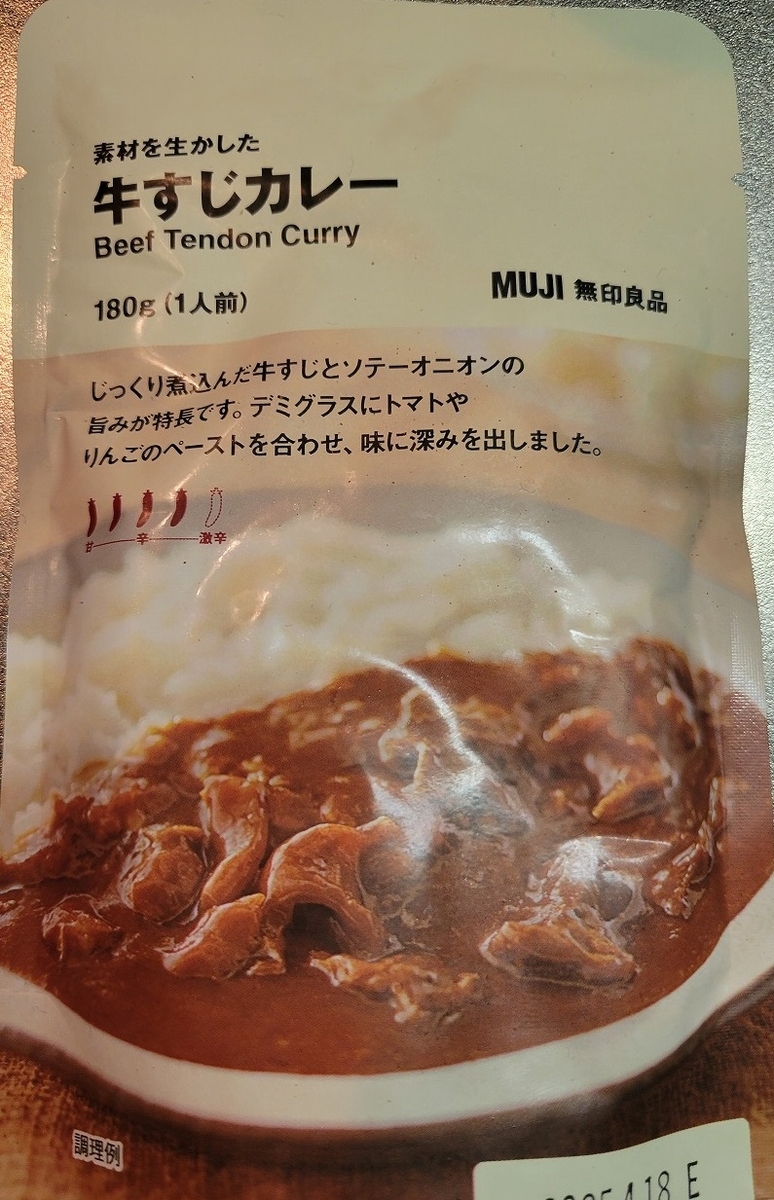 素材を生かした
牛すじカレー
Beef Tendon Curry
180g(1人前)
MUJI 無印良品
じっくり煮込んだ牛すじとソテーオニオンの
旨みが特長です。デミグラスにトマトや
りんごのペーストを合わせ、味に深みを出しました。
甘 辛 激辛
調理例
4.18 E